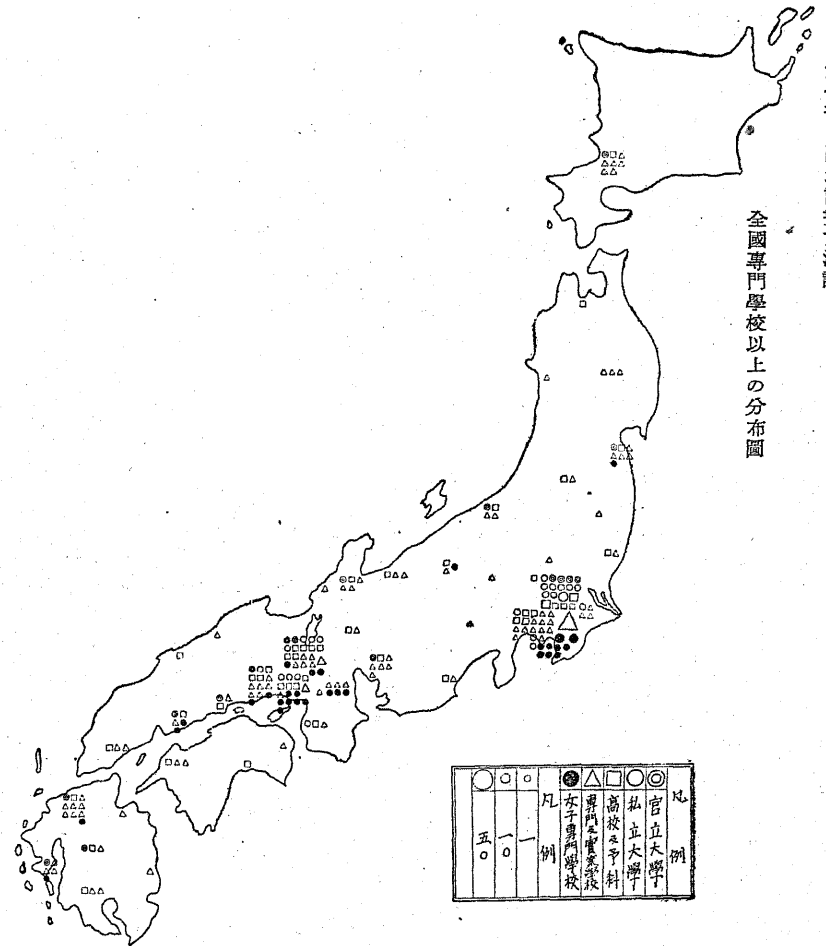 全國專門學校以上の分布圖
凡例
官立大學
私立大學
高校及予科
專門及實業學校
女子專門學校
凡例
一
一〇
五〇